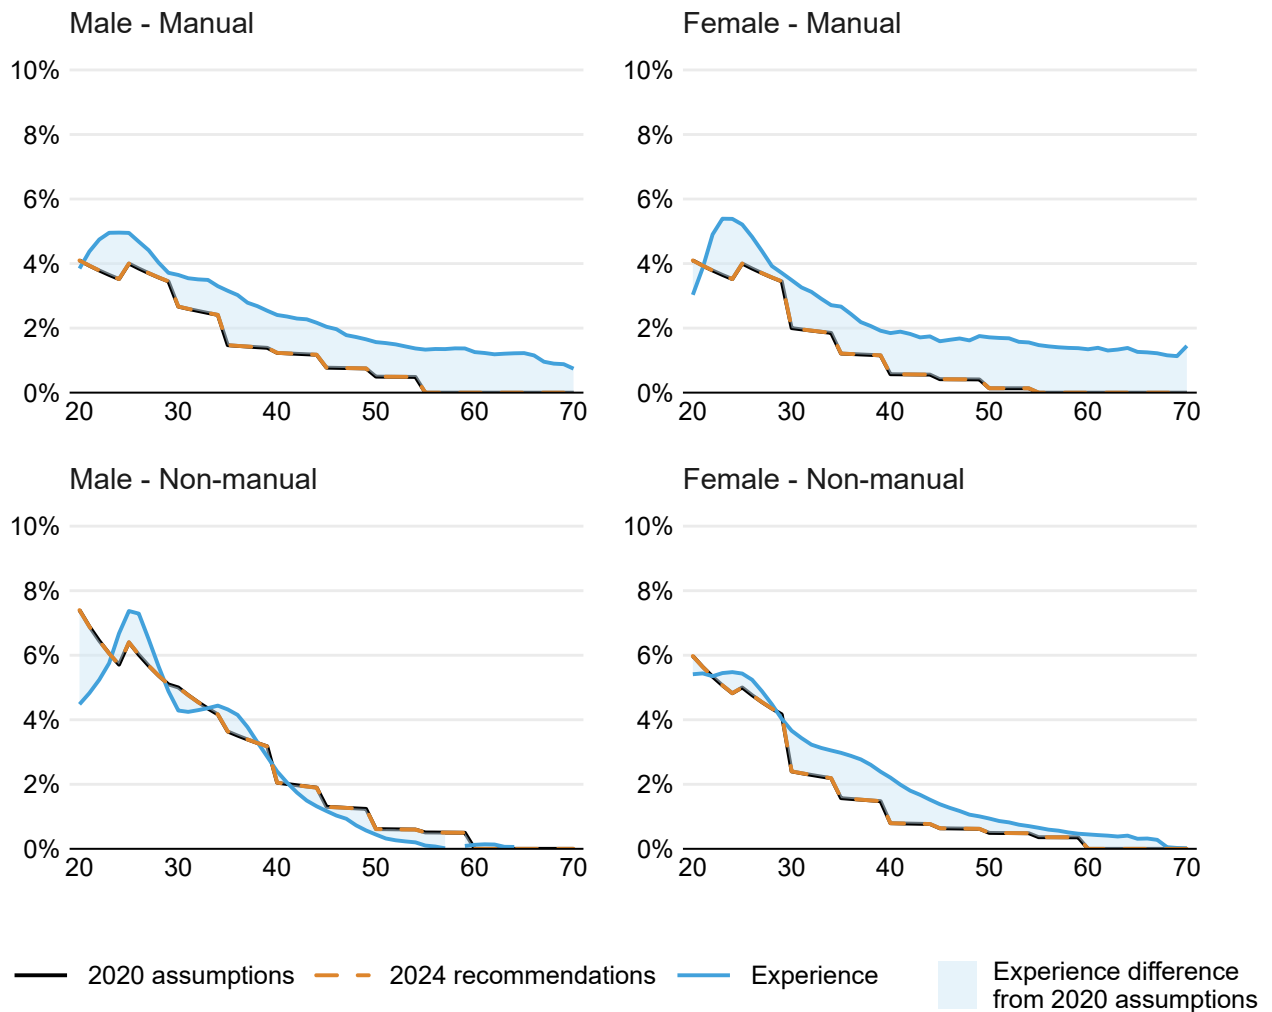 Male - Manual
10%
8%
6%
4%
2%
0%
20 30 40 50 60 70
Female - Manual
10%
8%
6%
4%
2%
0%
20 30 40 50 60 70
Male - Non-manual
10%
8%
6%
4%
2%
0%
20 30 40 50 60 70
Female - Non-manual
10%
8%
6%
4%
2%
0%
20 30 40 50 60 70
2020 assumptions
2024 recommendations
Experience
Experience difference
from 2020 assumptions